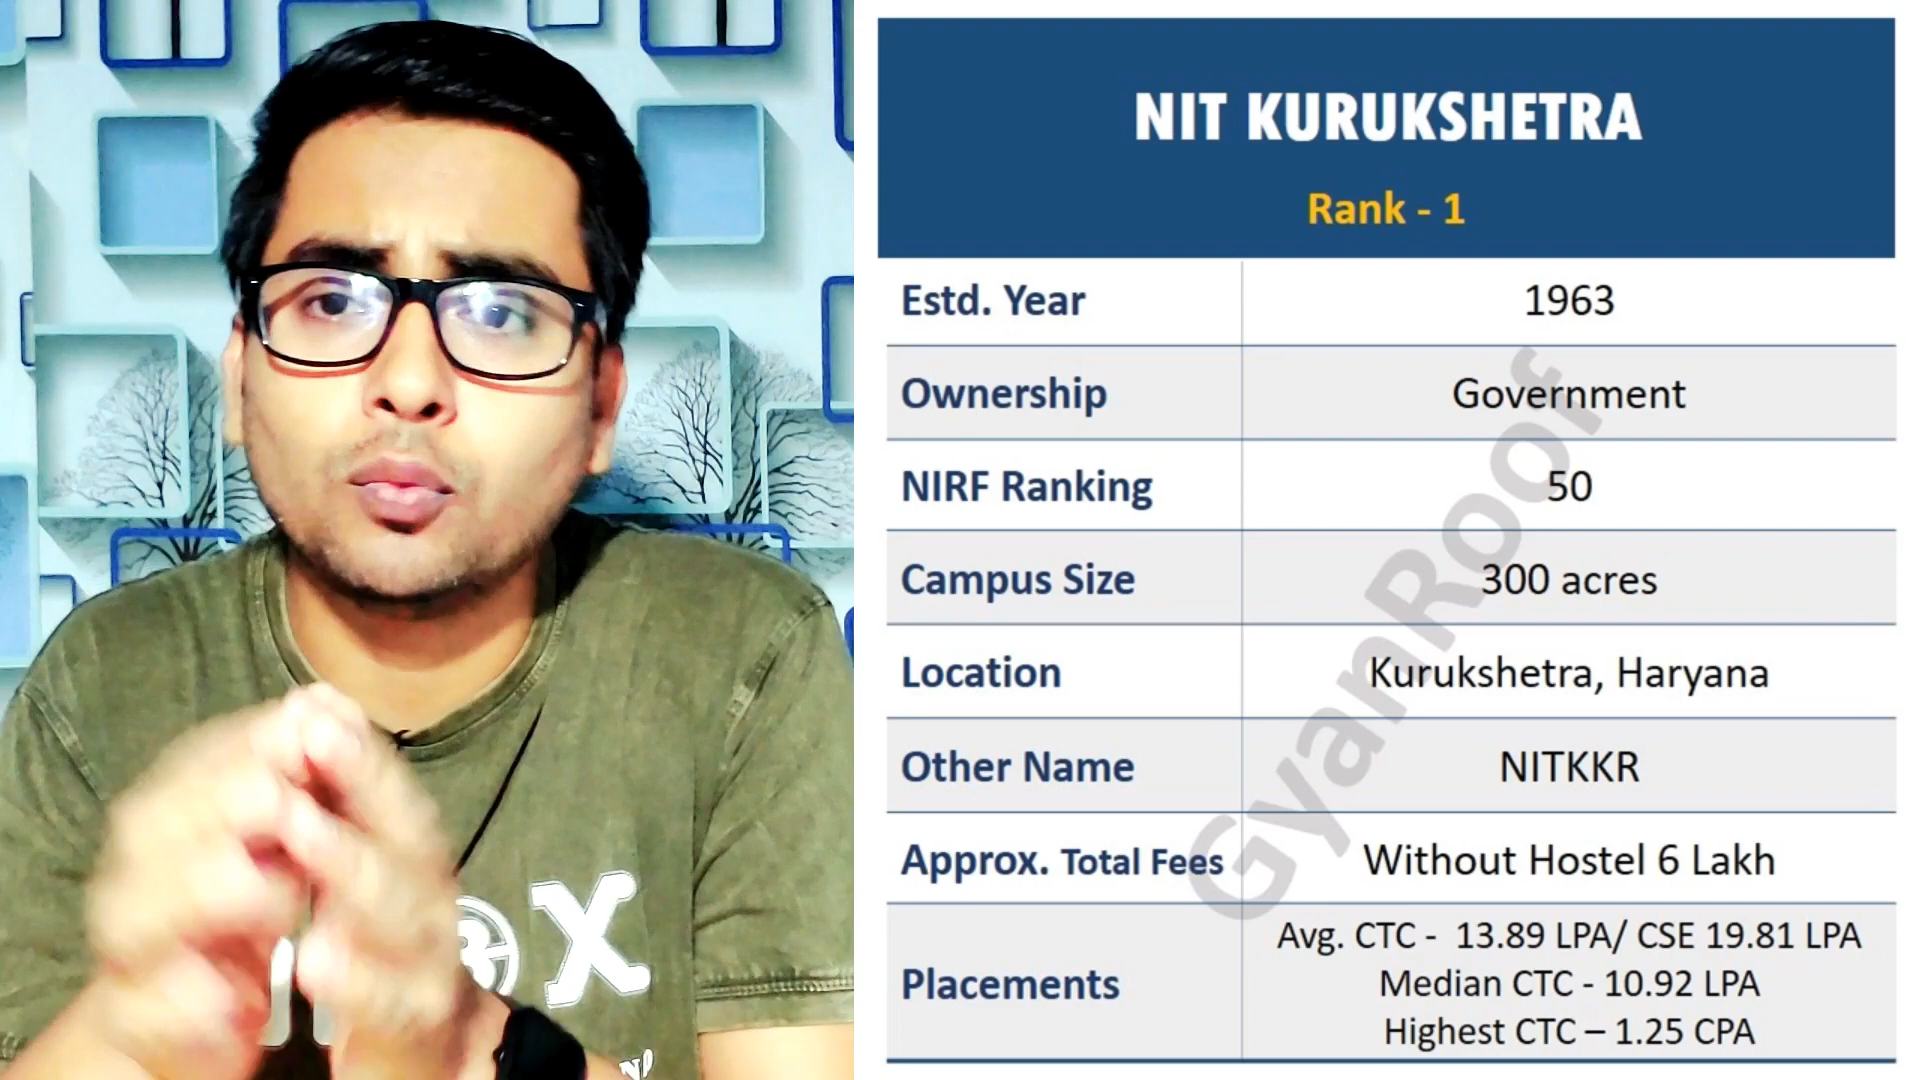 NIT KURUKSHETRA
Rank - 1
Estd. Year 1963
Ownership Government
NIRF Ranking 50
Campus Size 300 acres
Location Kurukshetra, Haryana
Other Name NITKKR
Approx. Total Fees Without Hostel 6 Lakh
Placements
Avg. CTC - 13.89 LPA/ CSE 19.81 LPA
Median CTC - 10.92 LPA
Highest CTC – 1.25 CPA
GyanRoof